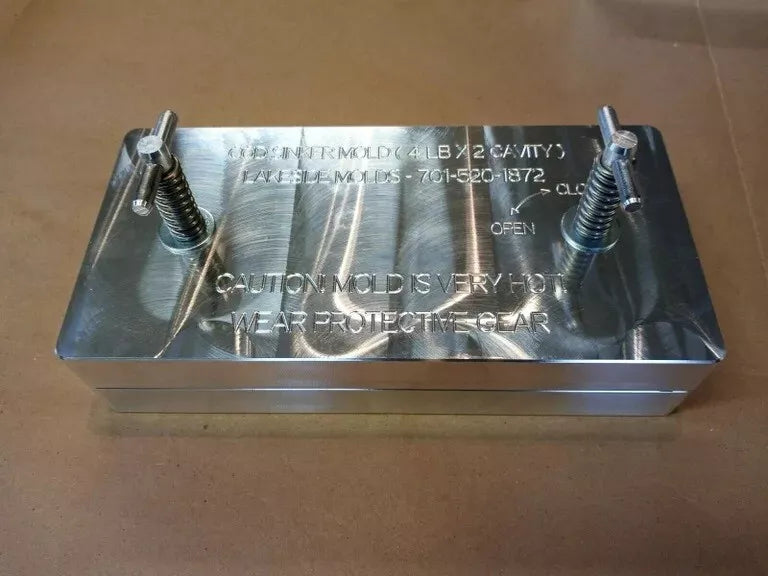 COD SINKER MOLD ( 4 LB X 2 CAVITY )
LAKESIDE MOLDS - 701-520-1872
CLO
OPEN
CAUTION! MOLD IS VERY HOT!
WEAR PROTECTIVE GEAR